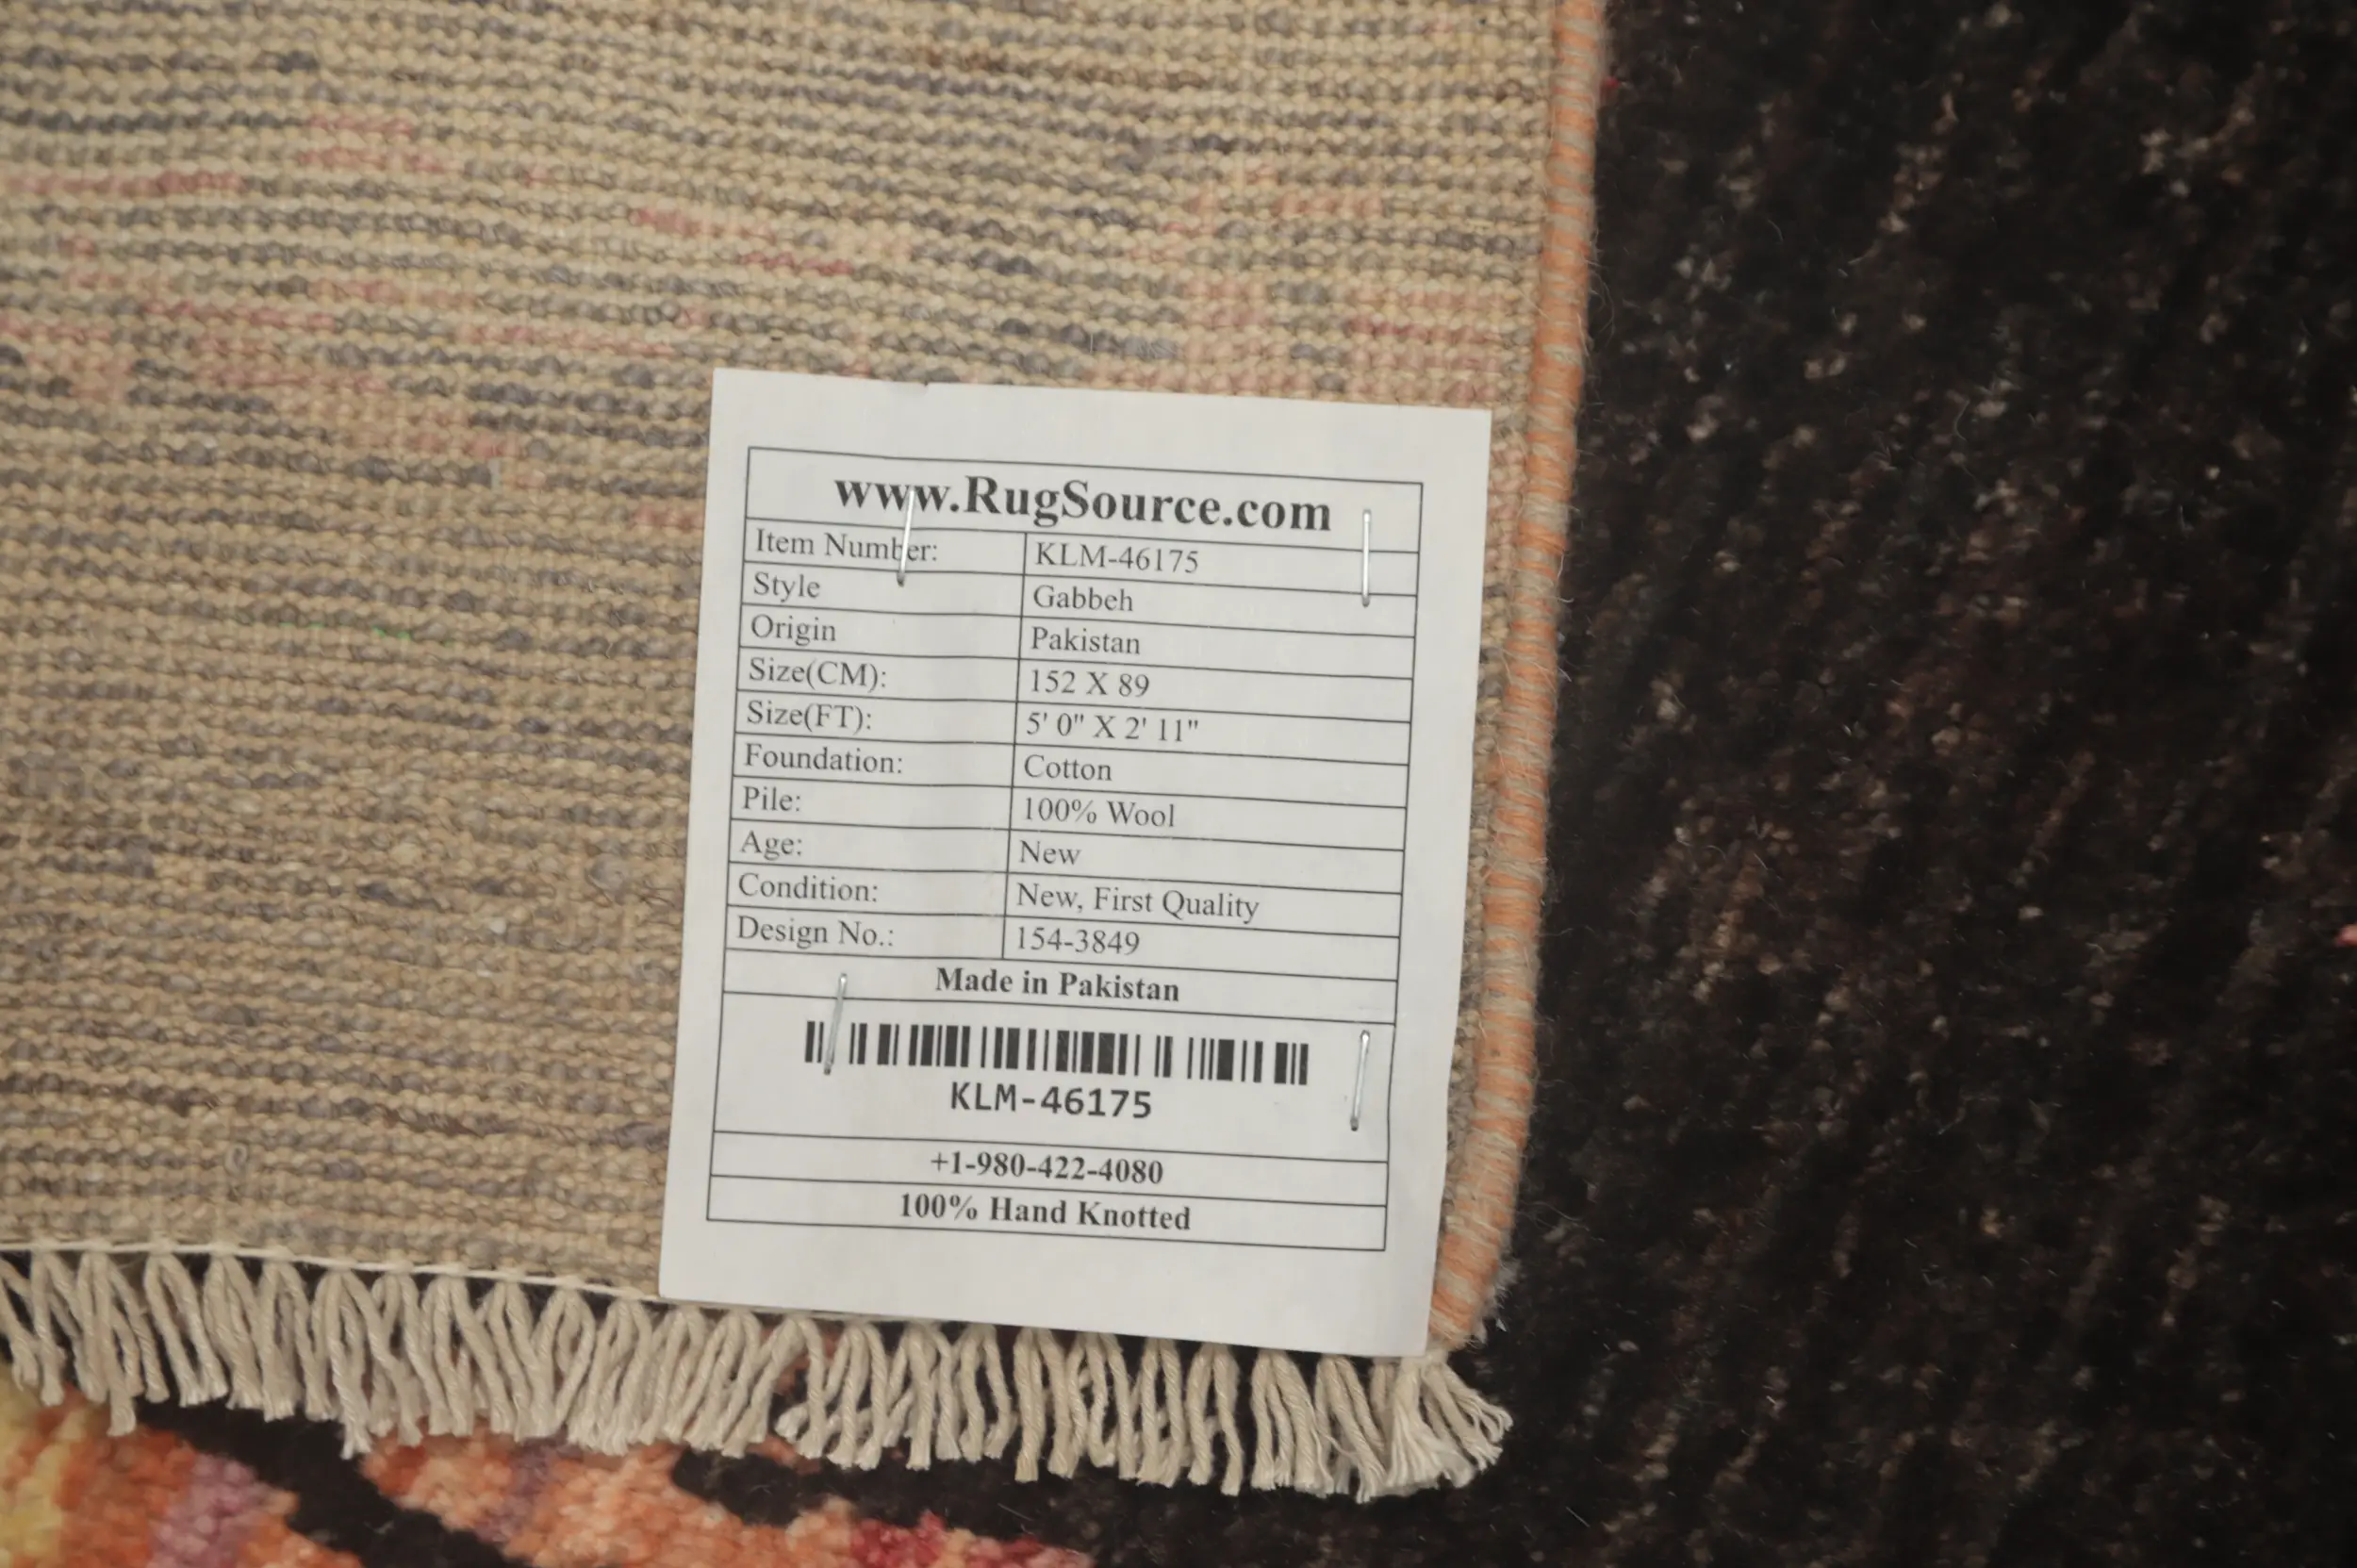 www.RugSource.com
Item Number: KLM-46175
Style Gabbeh
Origin Pakistan
Size(CM): 152 X 89
Size(FT): 5' 0" X 2' 11"
Foundation: Cotton
Pile: 100% Wool
Age: New
Condition: New, First Quality
Design No.: 154-3849
Made in Pakistan
KLM-46175
+1-980-422-4080
100% Hand Knotted